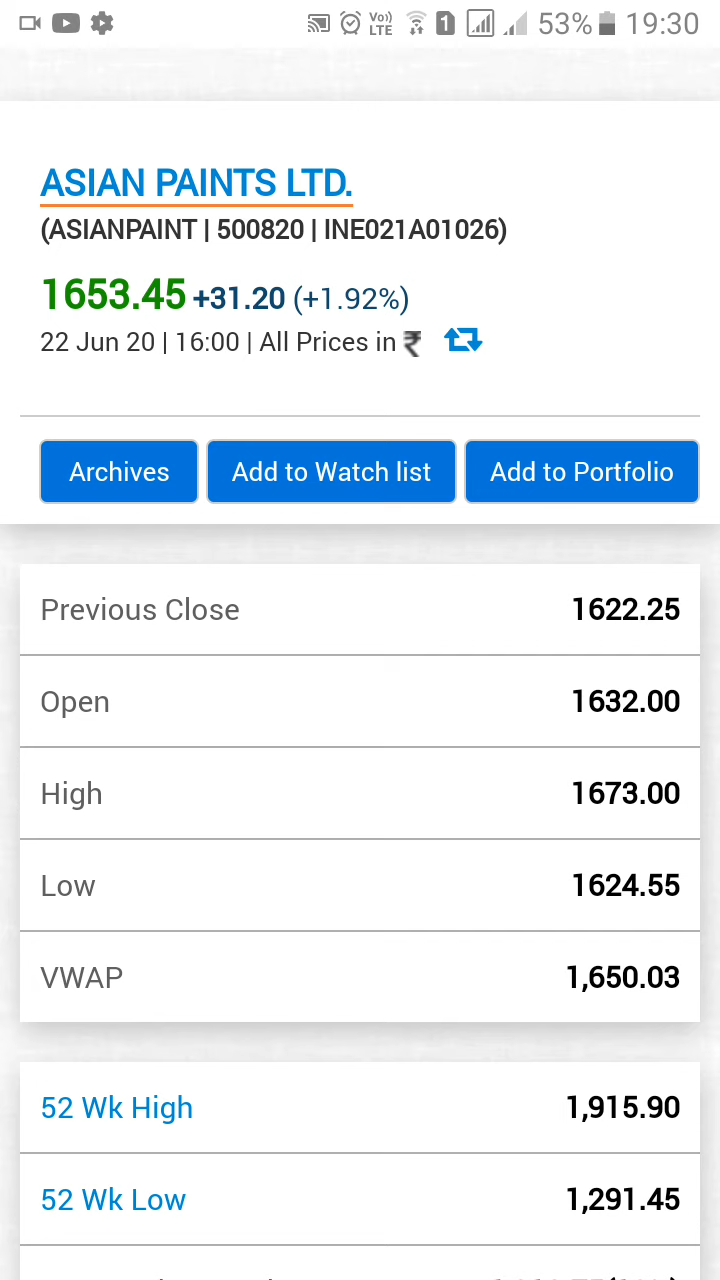 Vo)) LTE 1 53% 19:30
ASIAN PAINTS LTD.
(ASIANPAINT | 500820 | INE021A01026)
1653.45 +31.20 (+1.92%)
22 Jun 20 | 16:00 | All Prices in ₹
Archives Add to Watch list Add to Portfolio
Previous Close 1622.25
Open 1632.00
High 1673.00
Low 1624.55
VWAP 1,650.03
52 Wk High 1,915.90
52 Wk Low 1,291.45